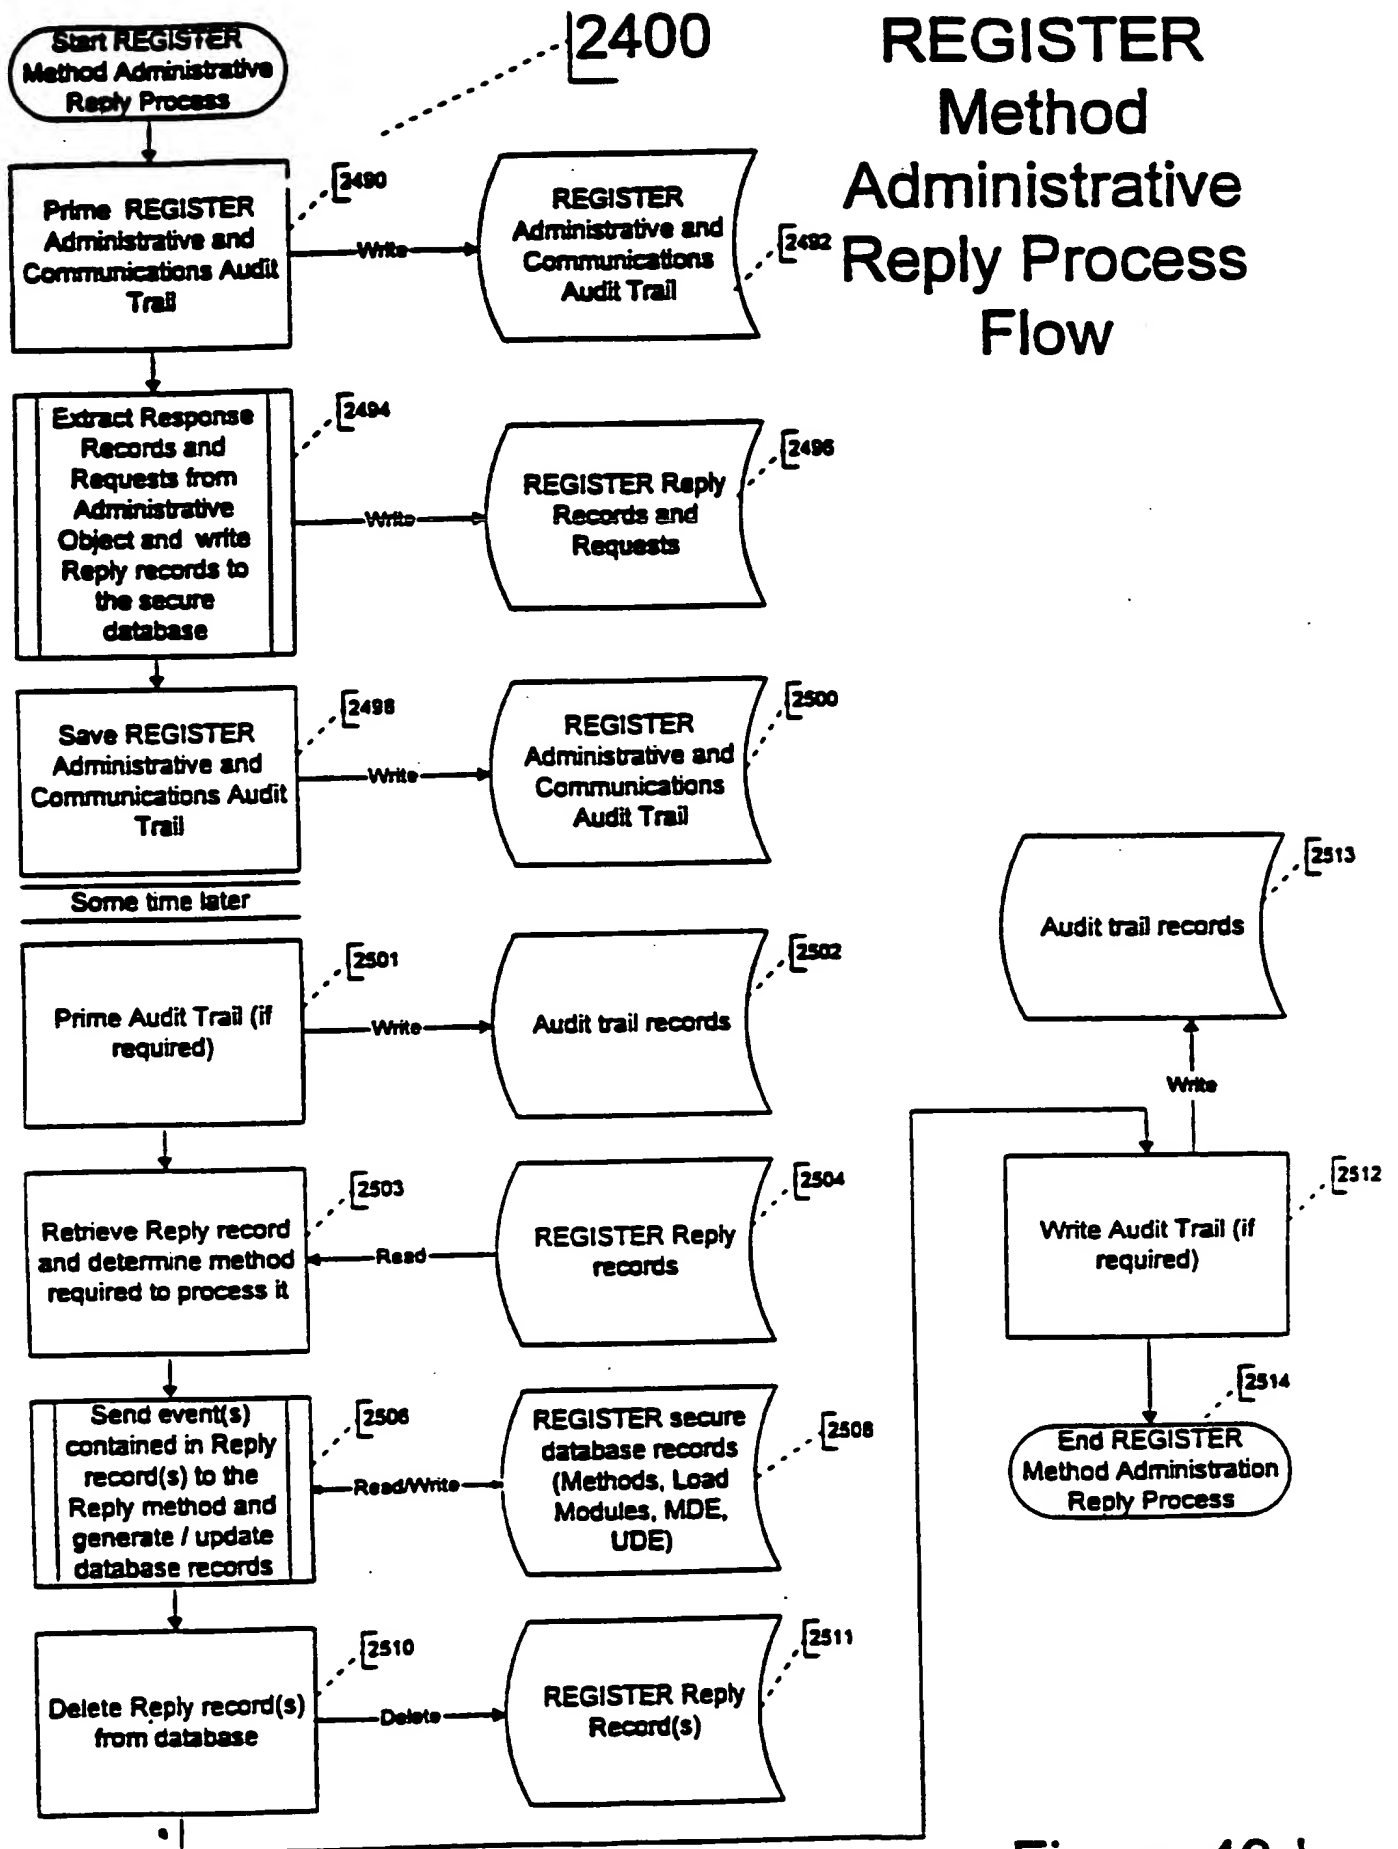 Start REGISTER
Method Administrative
Reply Process
2400
REGISTER
Method
Administrative
Reply Process
Flow
Prime REGISTER
Administrative and
Communications Audit
Trail
2490
Write
REGISTER
Administrative and
Communications
Audit Trail
2492
Extract Response
Records and
Requests from
Administrative
Object and write
Reply records to
the secure
database
2494
Write
REGISTER Reply
Records and
Requests
2496
Save REGISTER
Administrative and
Communications Audit
Trail
2498
Write
REGISTER
Administrative and
Communications
Audit Trail
2500
Some time later
Prime Audit Trail (if
required)
2501
Write
Audit trail records
2502
Retrieve Reply record
and determine method
required to process it
2503
Read
REGISTER Reply
records
2504
Send event(s)
contained in Reply
record(s) to the
Reply method and
generate / update
database records
2506
Read/Write
REGISTER secure
database records
(Methods, Load
Modules, MDE,
UDE)
2508
Delete Reply record(s)
from database
2510
Delete
REGISTER Reply
Record(s)
2511
Audit trail records
2513
Write
Write Audit Trail (if
required)
2512
2514
End REGISTER
Method Administration
Reply Process